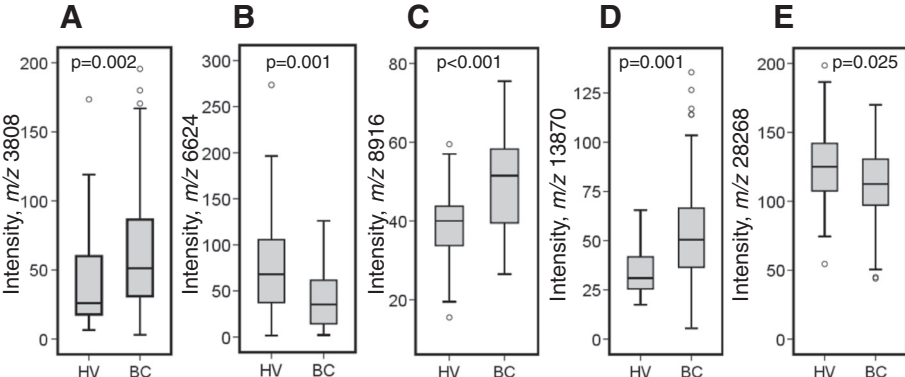 A
B
C
D
E
p=0.002
p=0.001
p<0.001
p=0.001
p=0.025
Intensity, m/z 3808
200
150
100
50
0
HV
BC
Intensity, m/z 6624
300
250
200
150
100
50
0
HV
BC
Intensity, m/z 8916
80
60
40
20
HV
BC
Intensity, m/z 13870
125
100
75
50
25
0
HV
BC
Intensity, m/z 28268
200
150
100
50
0
HV
BC